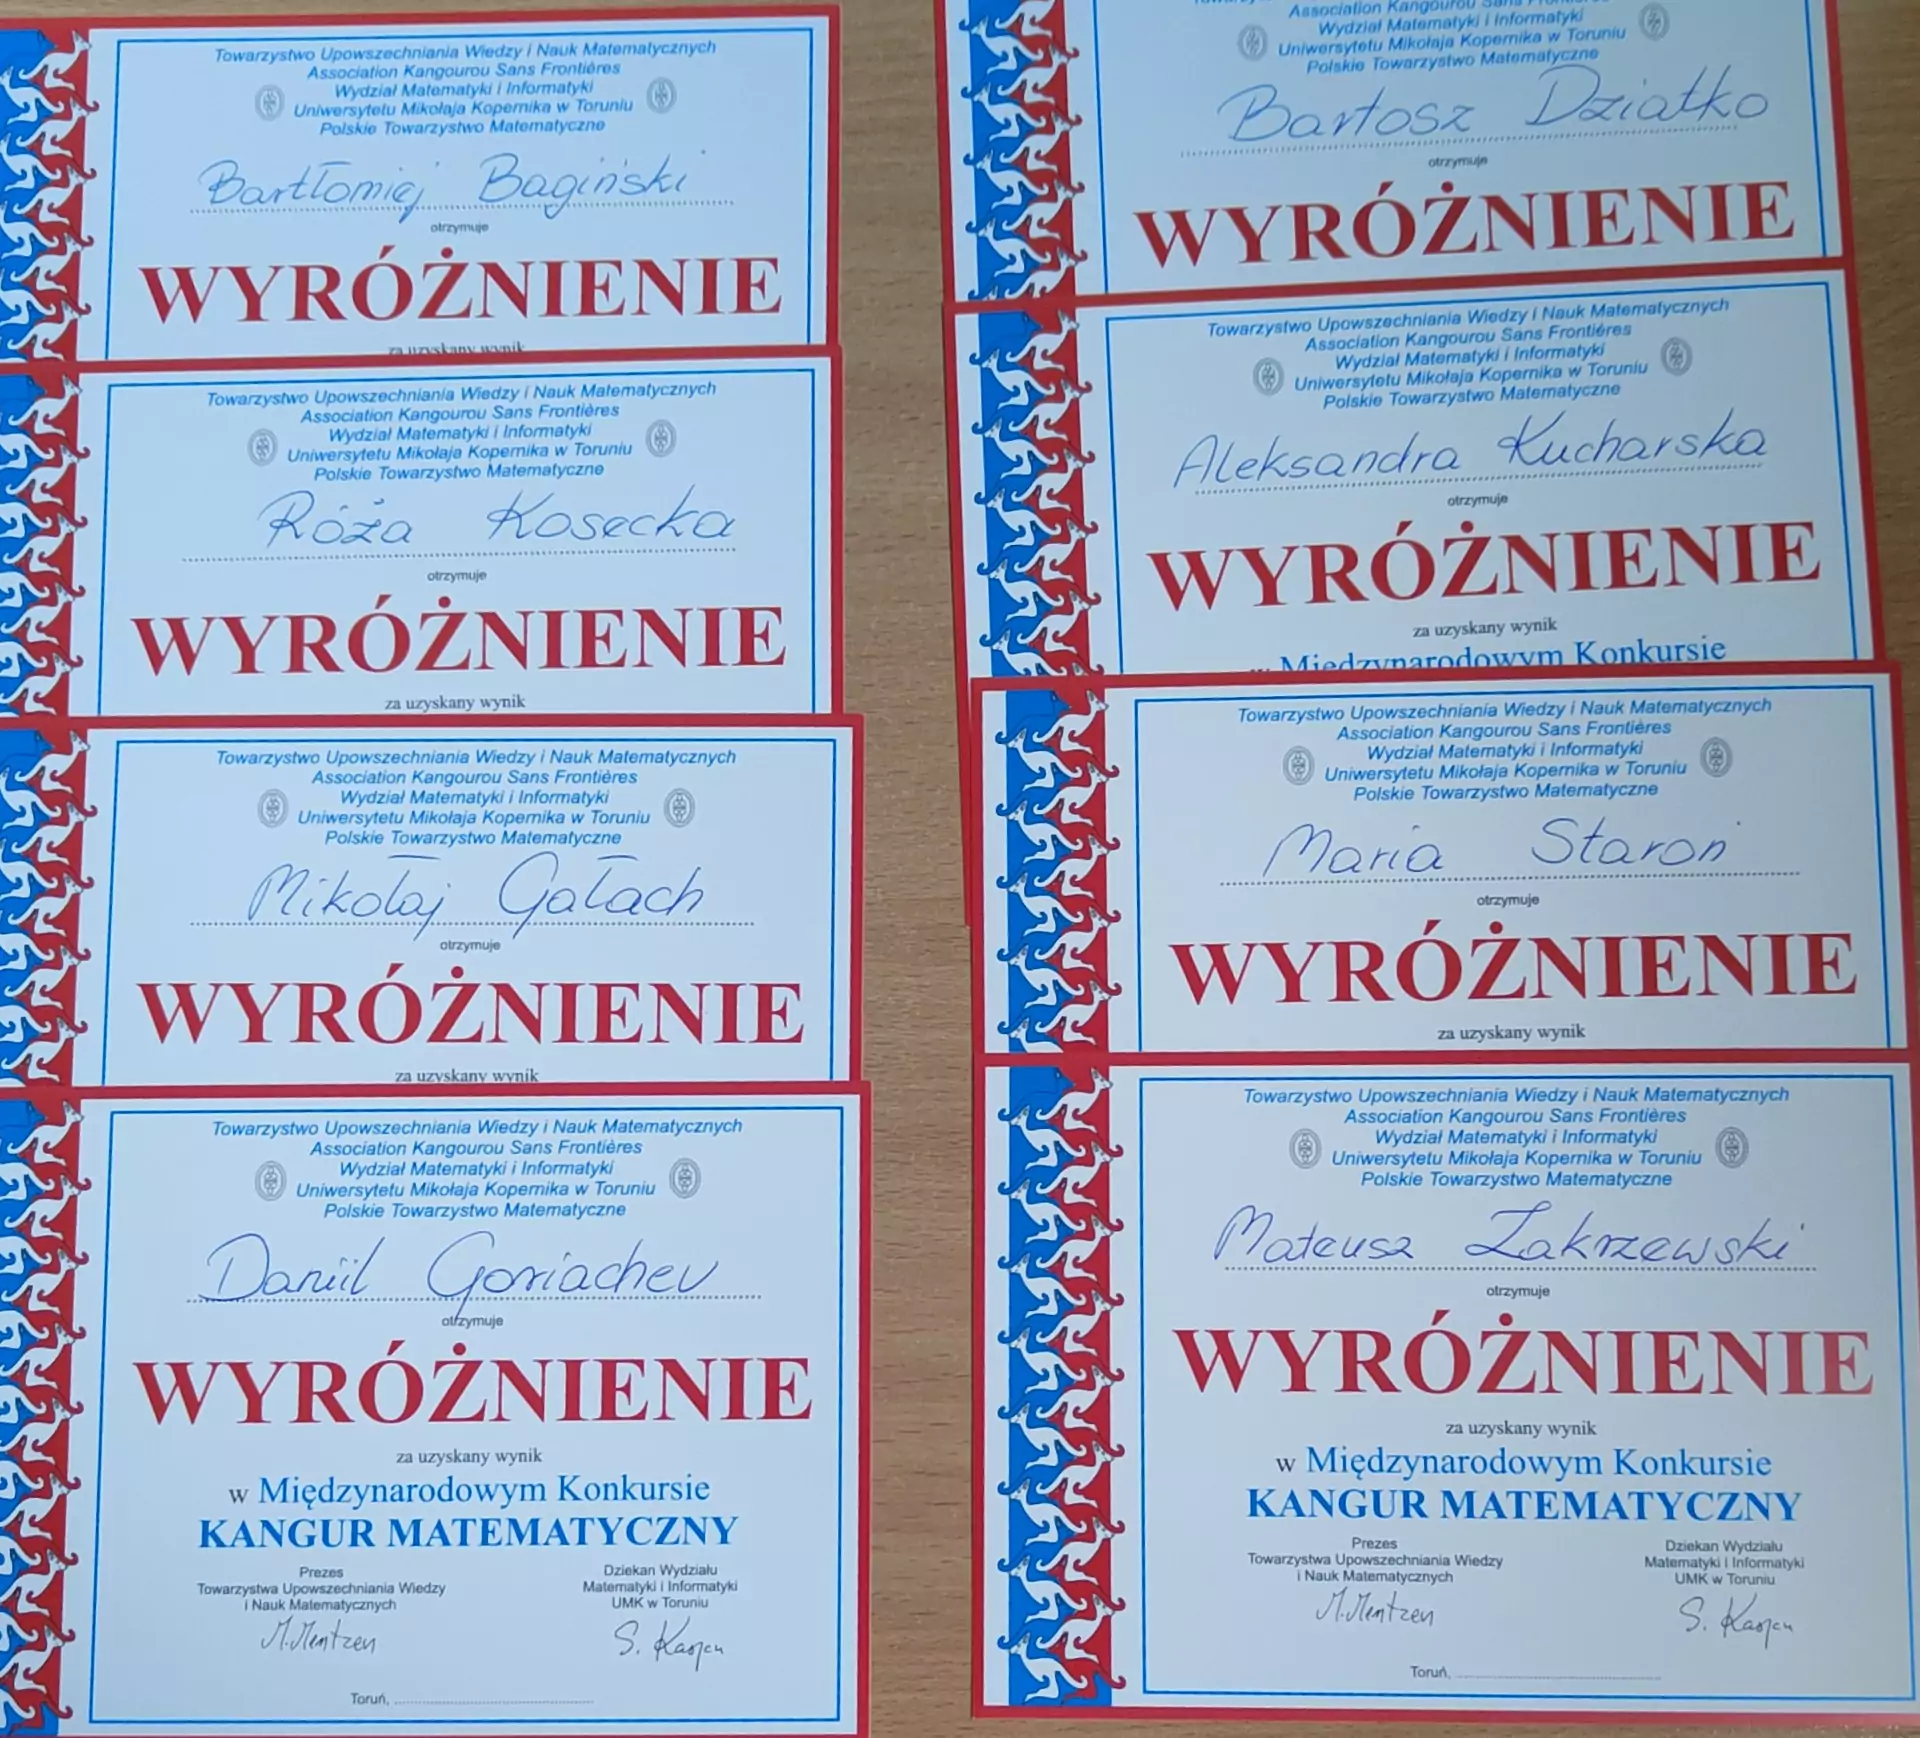 Towarzystwo Upowszechniania Wiedzy i Nauk Matematycznych
Association Kangourou Sans Frontières
Wydział Matematyki i Informatyki
Uniwersytetu Mikołaja Kopernika w Toruniu
Polskie Towarzystwo Matematyczne
Bartłomiej Bagiński
otrzymuje
WYRÓŻNIENIE
za uzyskany wynik
Towarzystwo Upowszechniania Wiedzy i Nauk Matematycznych
Association Kangourou Sans Frontières
Wydział Matematyki i Informatyki
Uniwersytetu Mikołaja Kopernika w Toruniu
Polskie Towarzystwo Matematyczne
Róża Kosecka
otrzymuje
WYRÓŻNIENIE
za uzyskany wynik
Towarzystwo Upowszechniania Wiedzy i Nauk Matematycznych
Association Kangourou Sans Frontières
Wydział Matematyki i Informatyki
Uniwersytetu Mikołaja Kopernika w Toruniu
Polskie Towarzystwo Matematyczne
Mikołaj Gałach
otrzymuje
WYRÓŻNIENIE
za uzyskany wynik
Towarzystwo Upowszechniania Wiedzy i Nauk Matematycznych
Association Kangourou Sans Frontières
Wydział Matematyki i Informatyki
Uniwersytetu Mikołaja Kopernika w Toruniu
Polskie Towarzystwo Matematyczne
Daniil Goriachev
otrzymuje
WYRÓŻNIENIE
za uzyskany wynik
w Międzynarodowym Konkursie
KANGUR MATEMATYCZNY
Prezes
Towarzystwa Upowszechniania Wiedzy
i Nauk Matematycznych
M.Mentzen
Dziekan Wydziału
Matematyki i Informatyki
UMK w Toruniu
S. Kasjan
Toruń,
Association Kangourou Sans Frontières
Wydział Matematyki i Informatyki
Uniwersytetu Mikołaja Kopernika w Toruniu
Polskie Towarzystwo Matematyczne
Bartosz Dziatko
otrzymuje
WYRÓŻNIENIE
Towarzystwo Upowszechniania Wiedzy i Nauk Matematycznych
Association Kangourou Sans Frontières
Wydział Matematyki i Informatyki
Uniwersytetu Mikołaja Kopernika w Toruniu
Polskie Towarzystwo Matematyczne
Aleksandra Kucharska
otrzymuje
WYRÓŻNIENIE
za uzyskany wynik
w Międzynarodowym Konkursie
Towarzystwo Upowszechniania Wiedzy i Nauk Matematycznych
Association Kangourou Sans Frontières
Wydział Matematyki i Informatyki
Uniwersytetu Mikołaja Kopernika w Toruniu
Polskie Towarzystwo Matematyczne
Maria Staroń
otrzymuje
WYRÓŻNIENIE
za uzyskany wynik
Towarzystwo Upowszechniania Wiedzy i Nauk Matematycznych
Association Kangourou Sans Frontières
Wydział Matematyki i Informatyki
Uniwersytetu Mikołaja Kopernika w Toruniu
Polskie Towarzystwo Matematyczne
Mateusz Zakrzewski
otrzymuje
WYRÓŻNIENIE
za uzyskany wynik
w Międzynarodowym Konkursie
KANGUR MATEMATYCZNY
Prezes
Towarzystwa Upowszechniania Wiedzy
i Nauk Matematycznych
M.Mentzen
Dziekan Wydziału
Matematyki i Informatyki
UMK w Toruniu
S. Kasjan
Toruń,